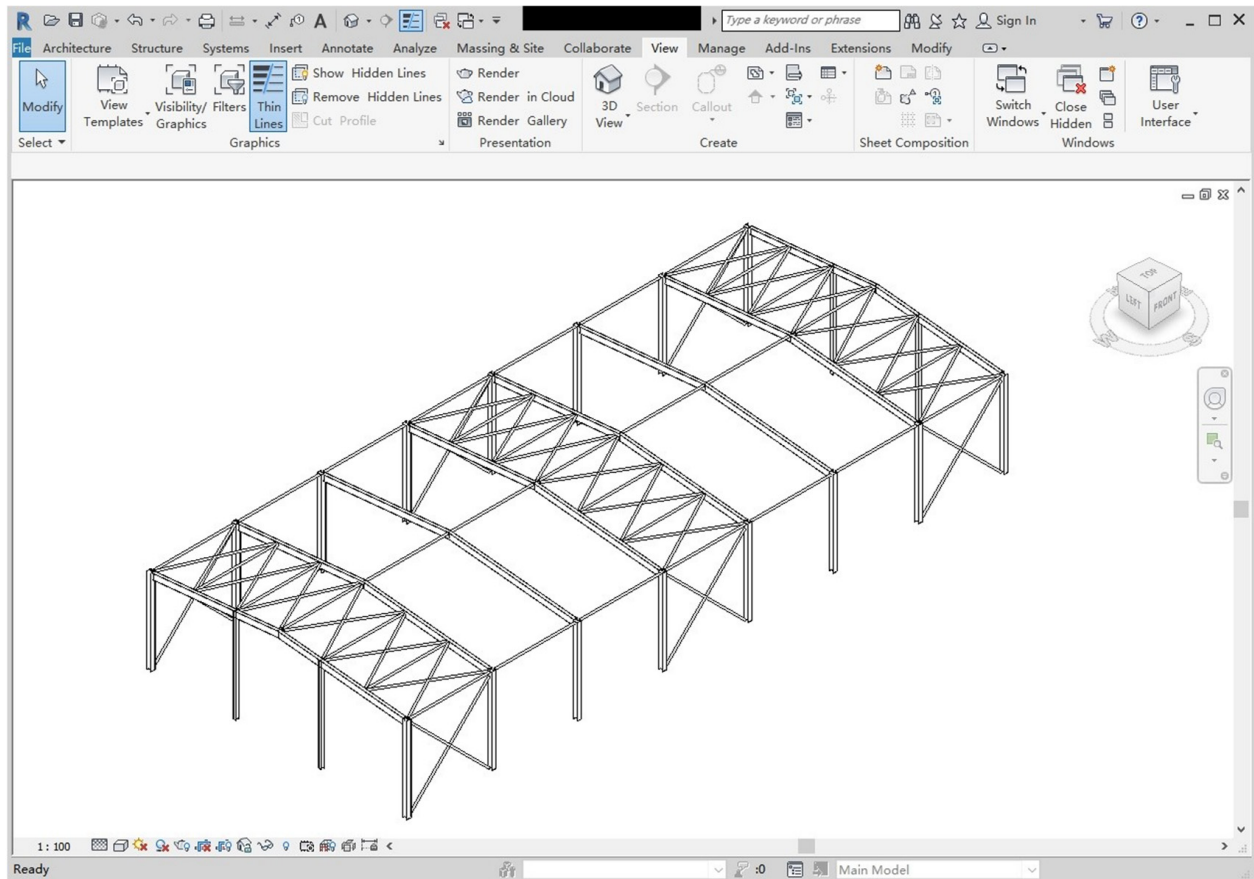 R A Type a keyword or phrase Sign In ?
File Architecture Structure Systems Insert Annotate Analyze Massing & Site Collaborate View Manage Add-Ins Extensions Modify
Modify
View Templates
Visibility/ Graphics
Filters
Thin Lines
Show Hidden Lines
Remove Hidden Lines
Cut Profile
Render
Render in Cloud
Render Gallery
3D View
Section
Callout
Switch Windows
Close Hidden
User Interface
Select Graphics Presentation Create Sheet Composition Windows
TOP
LEFT FRONT
W S
1 : 100
Ready :0 Main Model